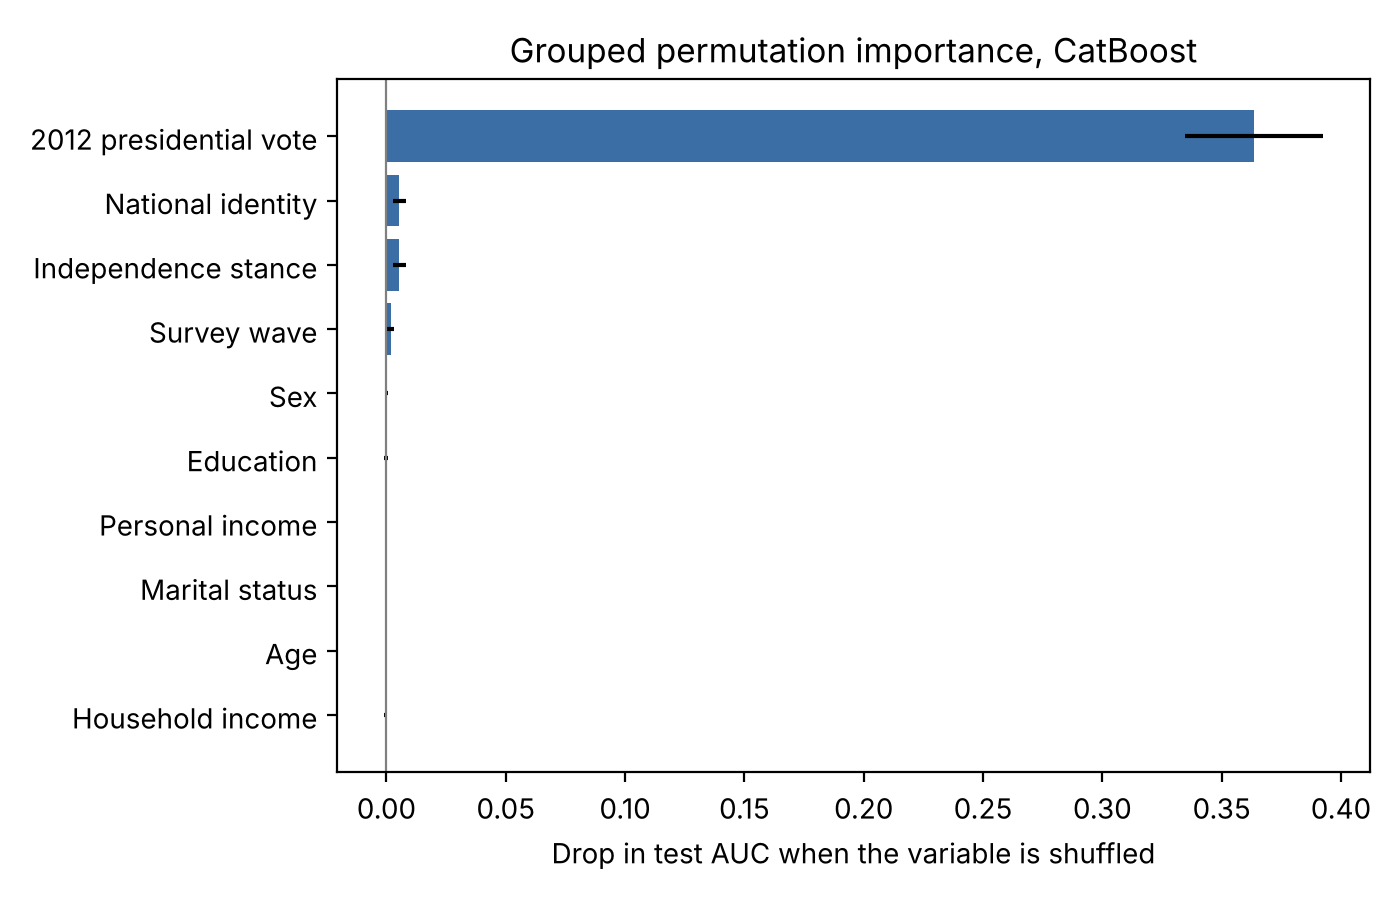 Grouped permutation importance, CatBoost
2012 presidential vote
National identity
Independence stance
Survey wave
Sex
Education
Personal income
Marital status
Age
Household income
0.00 0.05 0.10 0.15 0.20 0.25 0.30 0.35 0.40
Drop in test AUC when the variable is shuffled